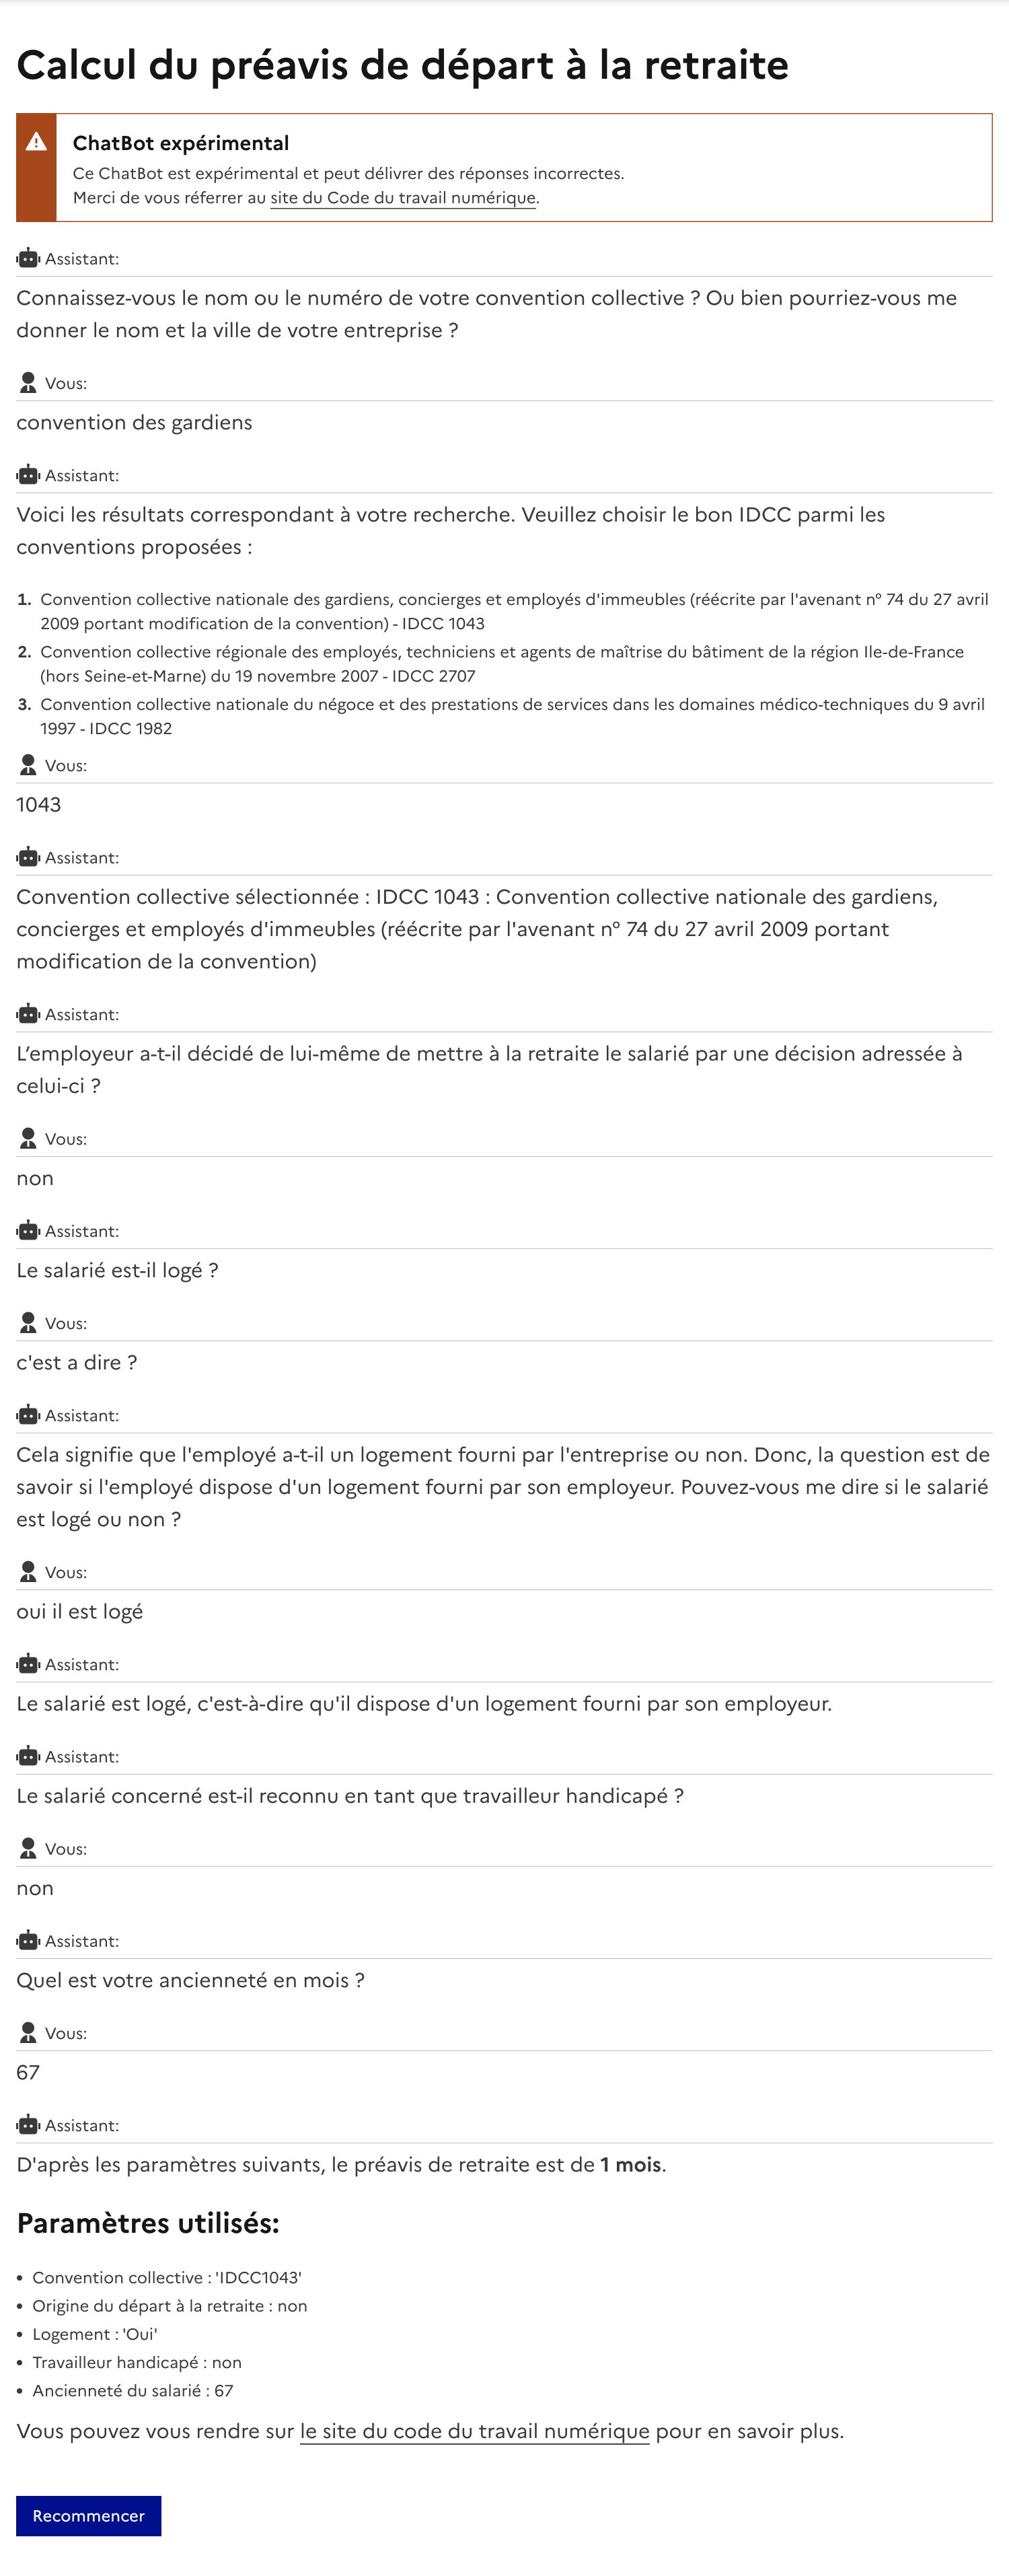 Calcul du préavis de départ à la retraite
ChatBot expérimental
Ce ChatBot est expérimental et peut délivrer des réponses incorrectes.
Merci de vous réferrer au site du Code du travail numérique.
Assistant:
Connaissez-vous le nom ou le numéro de votre convention collective ? Ou bien pourriez-vous me
donner le nom et la ville de votre entreprise ?
Vous:
convention des gardiens
Assistant:
Voici les résultats correspondant à votre recherche. Veuillez choisir le bon IDCC parmi les
conventions proposées :
1. Convention collective nationale des gardiens, concierges et employés d'immeubles (réécrite par l'avenant n° 74 du 27 avril
2009 portant modification de la convention) - IDCC 1043
2. Convention collective régionale des employés, techniciens et agents de maîtrise du bâtiment de la région Ile-de-France
(hors Seine-et-Marne) du 19 novembre 2007 - IDCC 2707
3. Convention collective nationale du négoce et des prestations de services dans les domaines médico-techniques du 9 avril
1997 - IDCC 1982
Vous:
1043
Assistant:
Convention collective sélectionnée : IDCC 1043 : Convention collective nationale des gardiens,
concierges et employés d'immeubles (réécrite par l'avenant n° 74 du 27 avril 2009 portant
modification de la convention)
Assistant:
L’employeur a-t-il décidé de lui-même de mettre à la retraite le salarié par une décision adressée à
celui-ci ?
Vous:
non
Assistant:
Le salarié est-il logé ?
Vous:
c'est a dire ?
Assistant:
Cela signifie que l'employé a-t-il un logement fourni par l'entreprise ou non. Donc, la question est de
savoir si l'employé dispose d'un logement fourni par son employeur. Pouvez-vous me dire si le salarié
est logé ou non ?
Vous:
oui il est logé
Assistant:
Le salarié est logé, c'est-à-dire qu'il dispose d'un logement fourni par son employeur.
Assistant:
Le salarié concerné est-il reconnu en tant que travailleur handicapé ?
Vous:
non
Assistant:
Quel est votre ancienneté en mois ?
Vous:
67
Assistant:
D'après les paramètres suivants, le préavis de retraite est de 1 mois.
Paramètres utilisés:
• Convention collective : 'IDCC1043'
• Origine du départ à la retraite : non
• Logement : 'Oui'
• Travailleur handicapé : non
• Ancienneté du salarié : 67
Vous pouvez vous rendre sur le site du code du travail numérique pour en savoir plus.
Recommencer